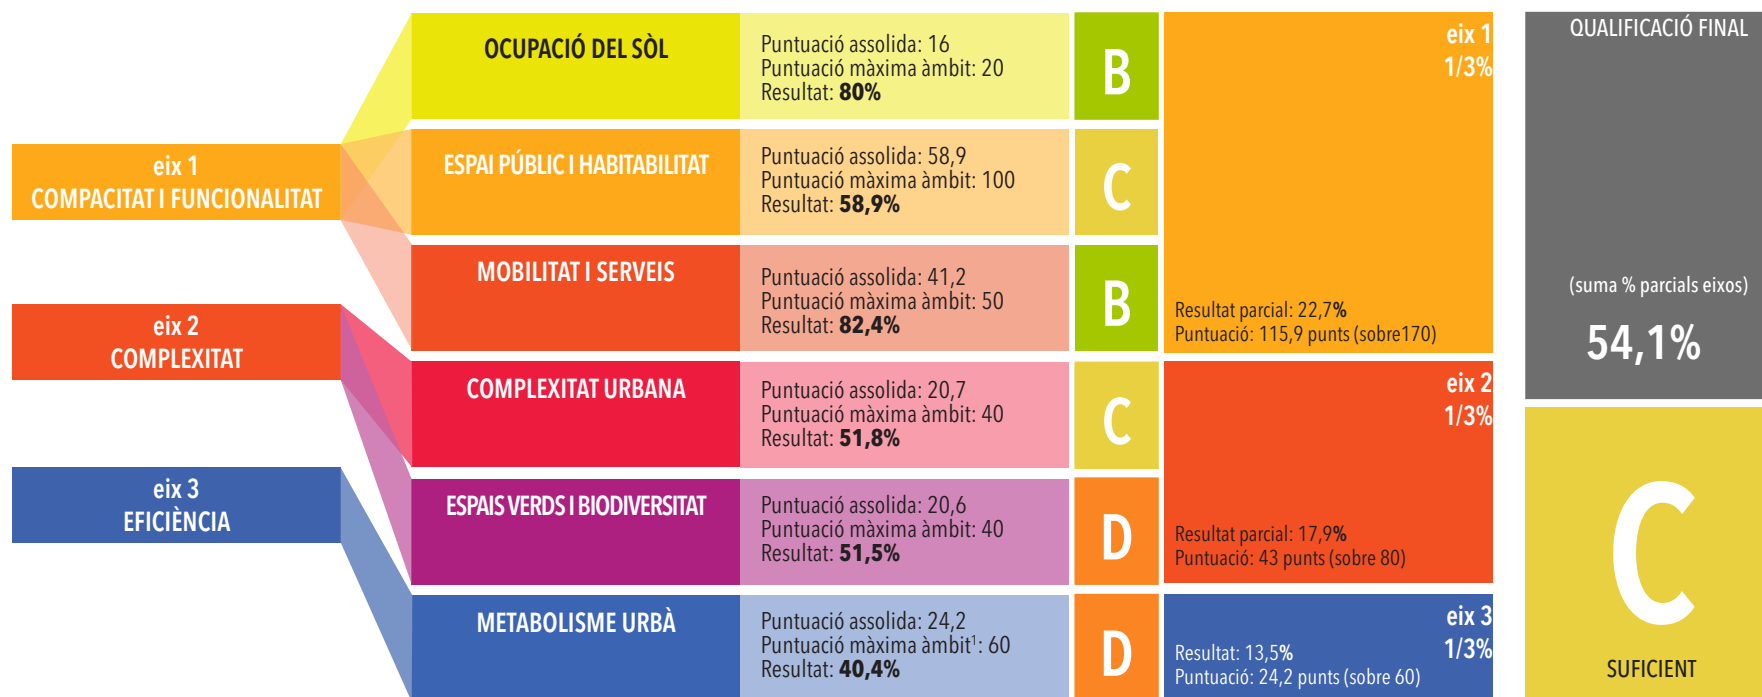 eix 1
COMPACITAT I FUNCIONALITAT
eix 2
COMPLEXITAT
eix 3
EFICIÈNCIA
OCUPACIÓ DEL SÒL
Puntuació assolida: 16
Puntuació màxima àmbit: 20
Resultat: 80%
B
ESPAI PÚBLIC I HABITABILITAT
Puntuació assolida: 58,9
Puntuació màxima àmbit: 100
Resultat: 58,9%
C
MOBILITAT I SERVEIS
Puntuació assolida: 41,2
Puntuació màxima àmbit: 50
Resultat: 82,4%
B
COMPLEXITAT URBANA
Puntuació assolida: 20,7
Puntuació màxima àmbit: 40
Resultat: 51,8%
C
ESPAIS VERDS I BIODIVERSITAT
Puntuació assolida: 20,6
Puntuació màxima àmbit: 40
Resultat: 51,5%
D
METABOLISME URBÀ
Puntuació assolida: 24,2
Puntuació màxima àmbit¹: 60
Resultat: 40,4%
D
eix 1
1/3%
Resultat parcial: 22,7%
Puntuació: 115,9 punts (sobre170)
eix 2
1/3%
Resultat parcial: 17,9%
Puntuació: 43 punts (sobre 80)
eix 3
1/3%
Resultat: 13,5%
Puntuació: 24,2 punts (sobre 60)
QUALIFICACIÓ FINAL
(suma % parcials eixos)
54,1%
C
SUFICIENT